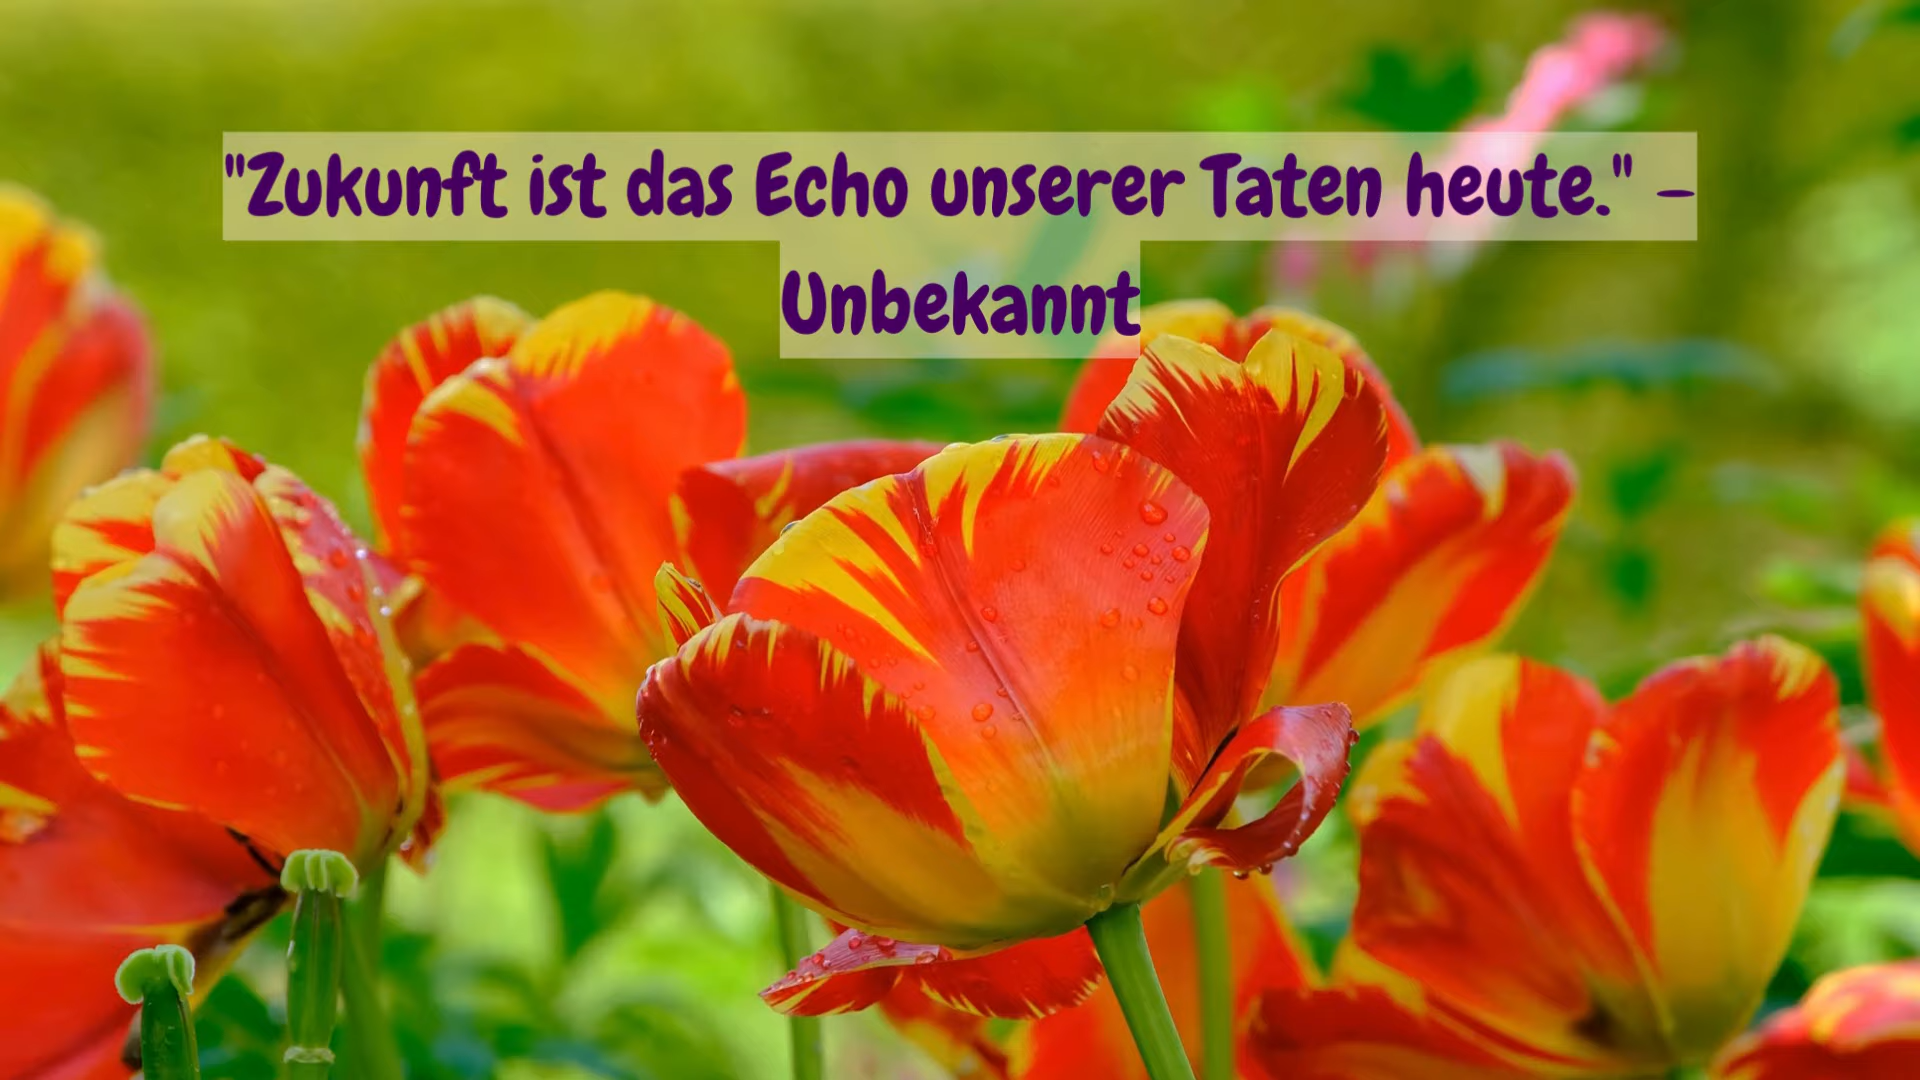 "Zukunft ist das Echo unserer Taten heute." –
Unbekannt